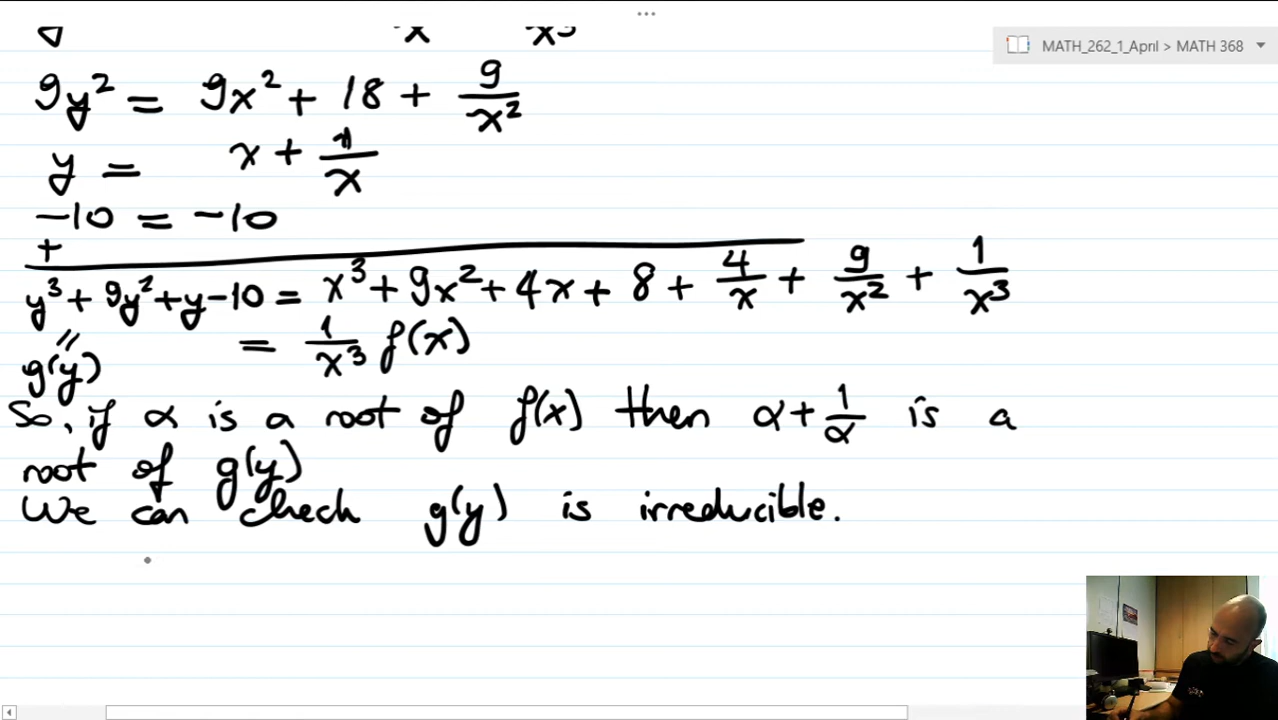 MATH_262_1_April > MATH 368
x x³
9y² = 9x² + 18 + 9/x²
y = x + 1/x
-10 = -10
+
y³ + 9y² + y - 10 = x³ + 9x² + 4x + 8 + 4/x + 9/x² + 1/x³
= 1/x³ f(x)
g(y)
So, if α is a root of f(x) then α + 1/α is a
root of g(y)
We can check g(y) is irreducible.